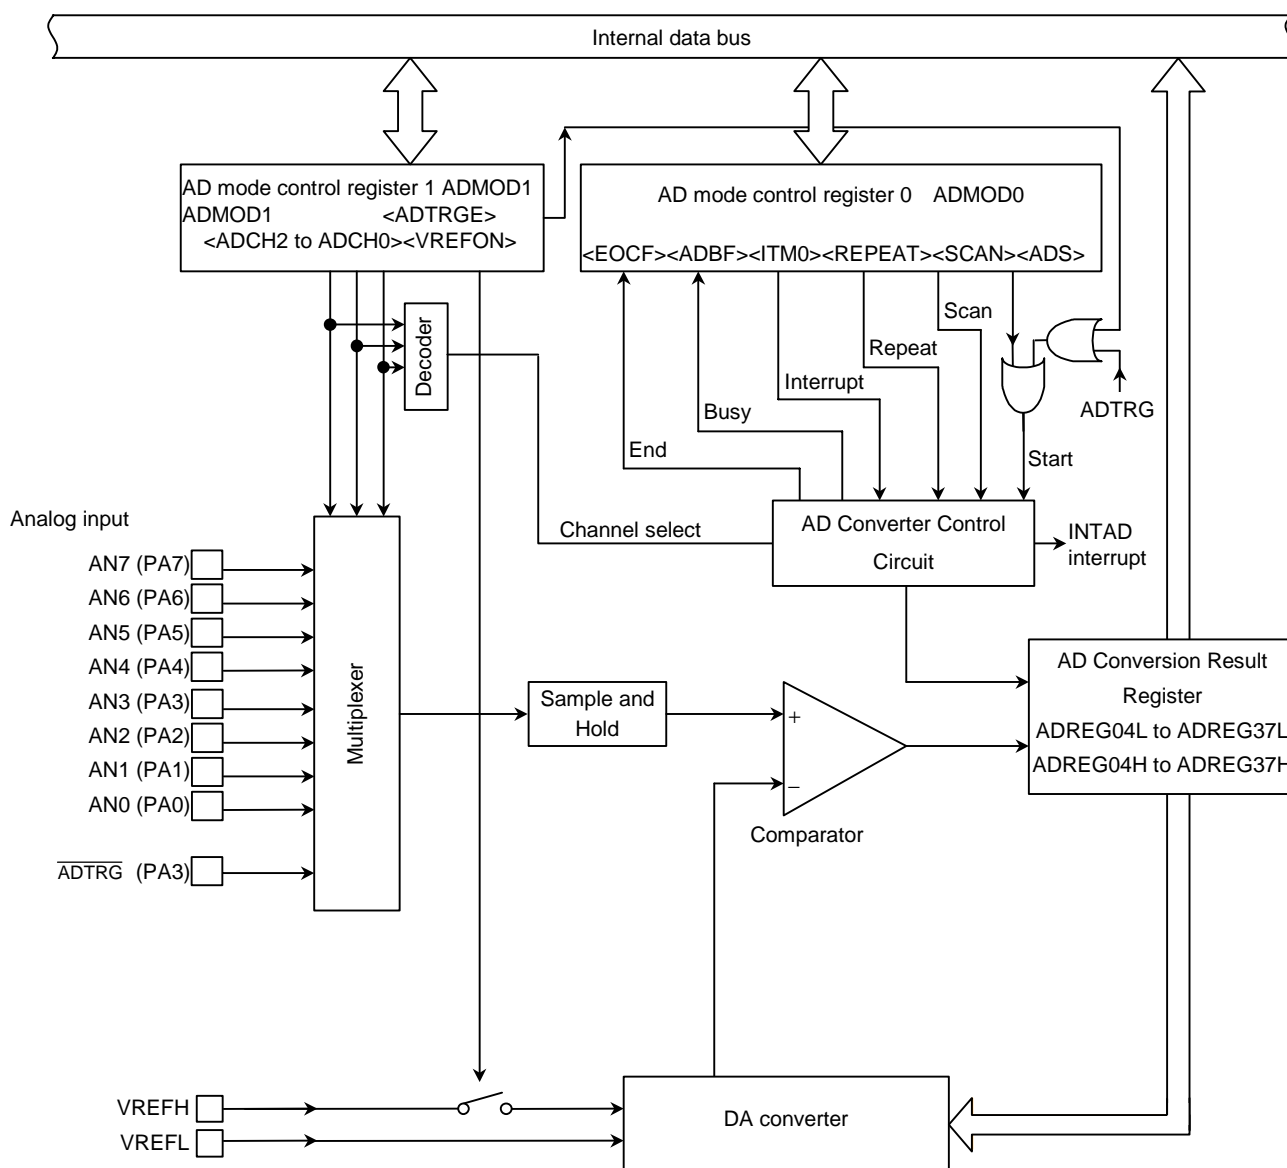 Internal data bus
AD mode control register 1 ADMOD1
ADMOD1 <ADTRGE>
<ADCH2 to ADCH0><VREFON>
AD mode control register 0 ADMOD0
<EOCF><ADBF><ITM0><REPEAT><SCAN><ADS>
Decoder
Scan
Repeat
Interrupt
Busy
End
ADTRG
Start
Analog input
Channel select
AD Converter Control
Circuit
INTAD
interrupt
AN7 (PA7)
AN6 (PA6)
AN5 (PA5)
AN4 (PA4)
AN3 (PA3)
AN2 (PA2)
AN1 (PA1)
AN0 (PA0)
ADTRG (PA3)
Multiplexer
Sample and
Hold
+
−
Comparator
AD Conversion Result
Register
ADREG04L to ADREG37L
ADREG04H to ADREG37H
VREFH
VREFL
DA converter